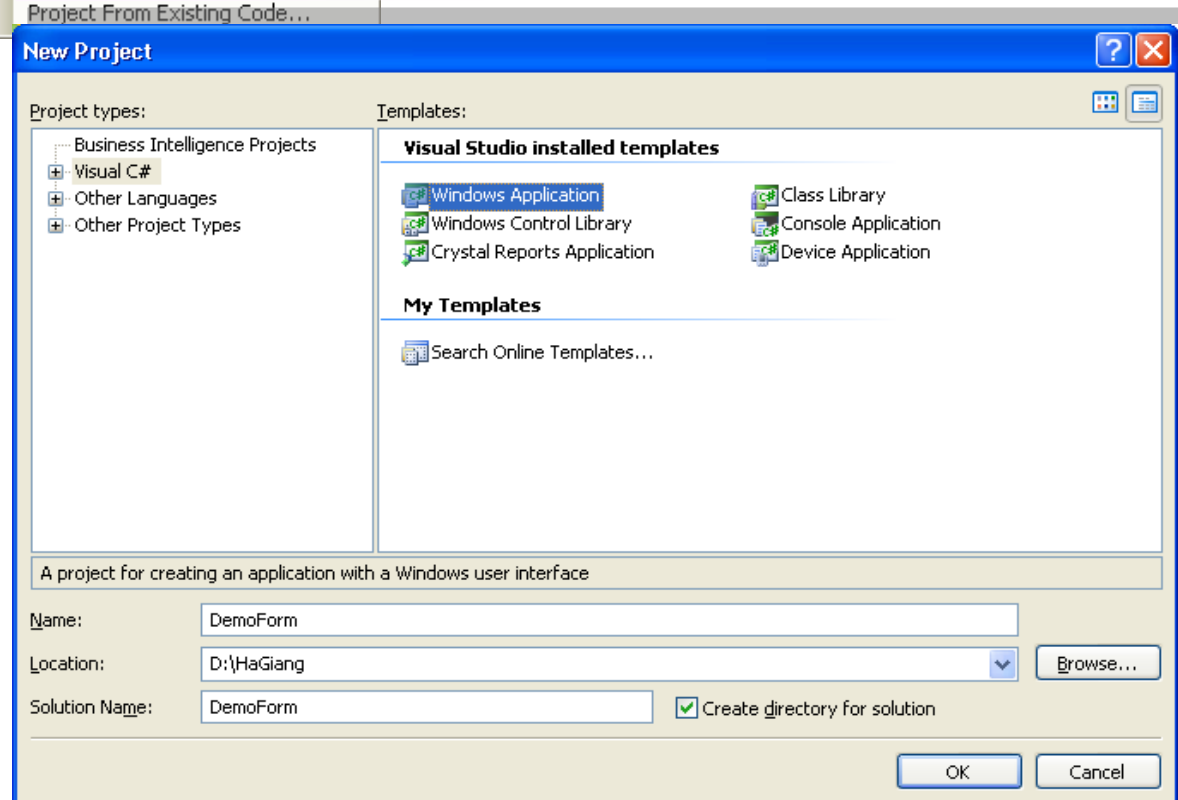 Project From Existing Code...
New Project
Project types:
Templates:
Business Intelligence Projects
Visual C#
Other Languages
Other Project Types
Visual Studio installed templates
Windows Application
Class Library
Windows Control Library
Console Application
Crystal Reports Application
Device Application
My Templates
Search Online Templates...
A project for creating an application with a Windows user interface
Name:
DemoForm
Location:
D:\HaGiang
Browse...
Solution Name:
DemoForm
Create directory for solution
OK
Cancel